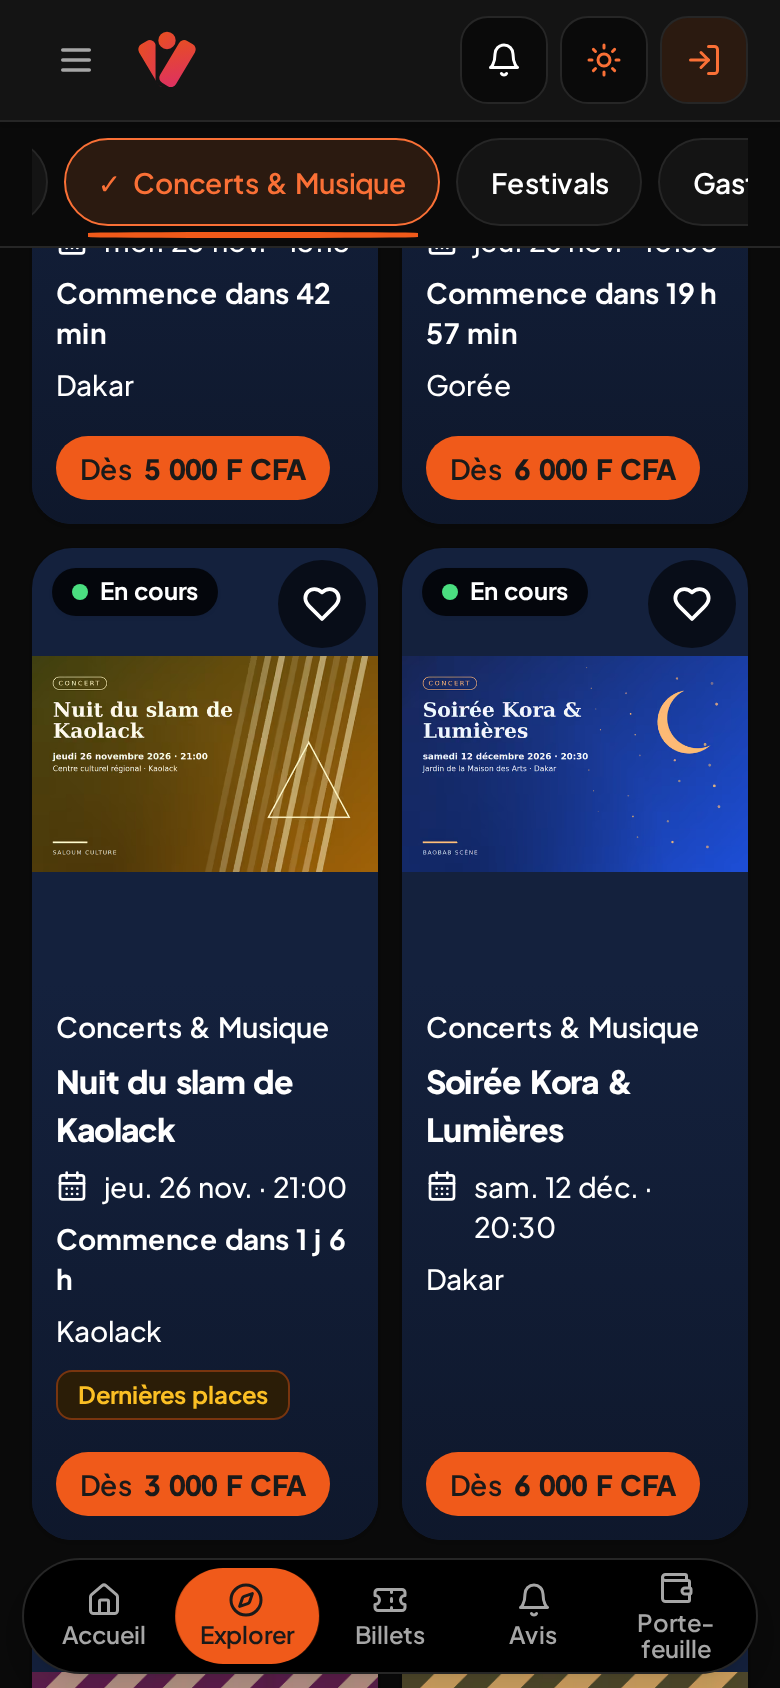 ✓ Concerts & Musique
Festivals
Commence dans 42
min
Dakar
Dès 5 000 F CFA
Commence dans 19 h
57 min
Gorée
Dès 6 000 F CFA
En cours
CONCERT
Nuit du slam de
Kaolack
jeudi 26 novembre 2026 · 21:00
Centre culturel régional · Kaolack
SALOUM CULTURE
Concerts & Musique
Nuit du slam de
Kaolack
jeu. 26 nov. · 21:00
Commence dans 1 j 6
h
Kaolack
Dernières places
Dès 3 000 F CFA
En cours
CONCERT
Soirée Kora &
Lumières
samedi 12 décembre 2026 · 20:30
Jardin de la Maison des Arts · Dakar
BAOBAB SCÈNE
Concerts & Musique
Soirée Kora &
Lumières
sam. 12 déc. ·
20:30
Dakar
Dès 6 000 F CFA
Accueil
Explorer
Billets
Avis
Porte-
feuille